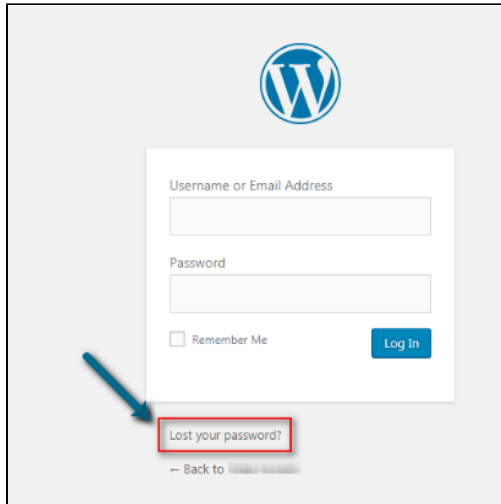 Username or Email Address
Password
Remember Me
Log In
Lost your password?
← Back to